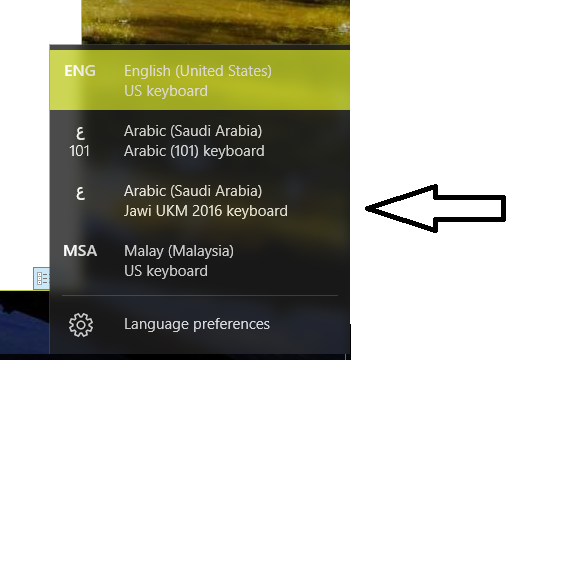 ENG English (United States)
US keyboard
ع Arabic (Saudi Arabia)
101 Arabic (101) keyboard
ع Arabic (Saudi Arabia)
Jawi UKM 2016 keyboard
MSA Malay (Malaysia)
US keyboard
Language preferences